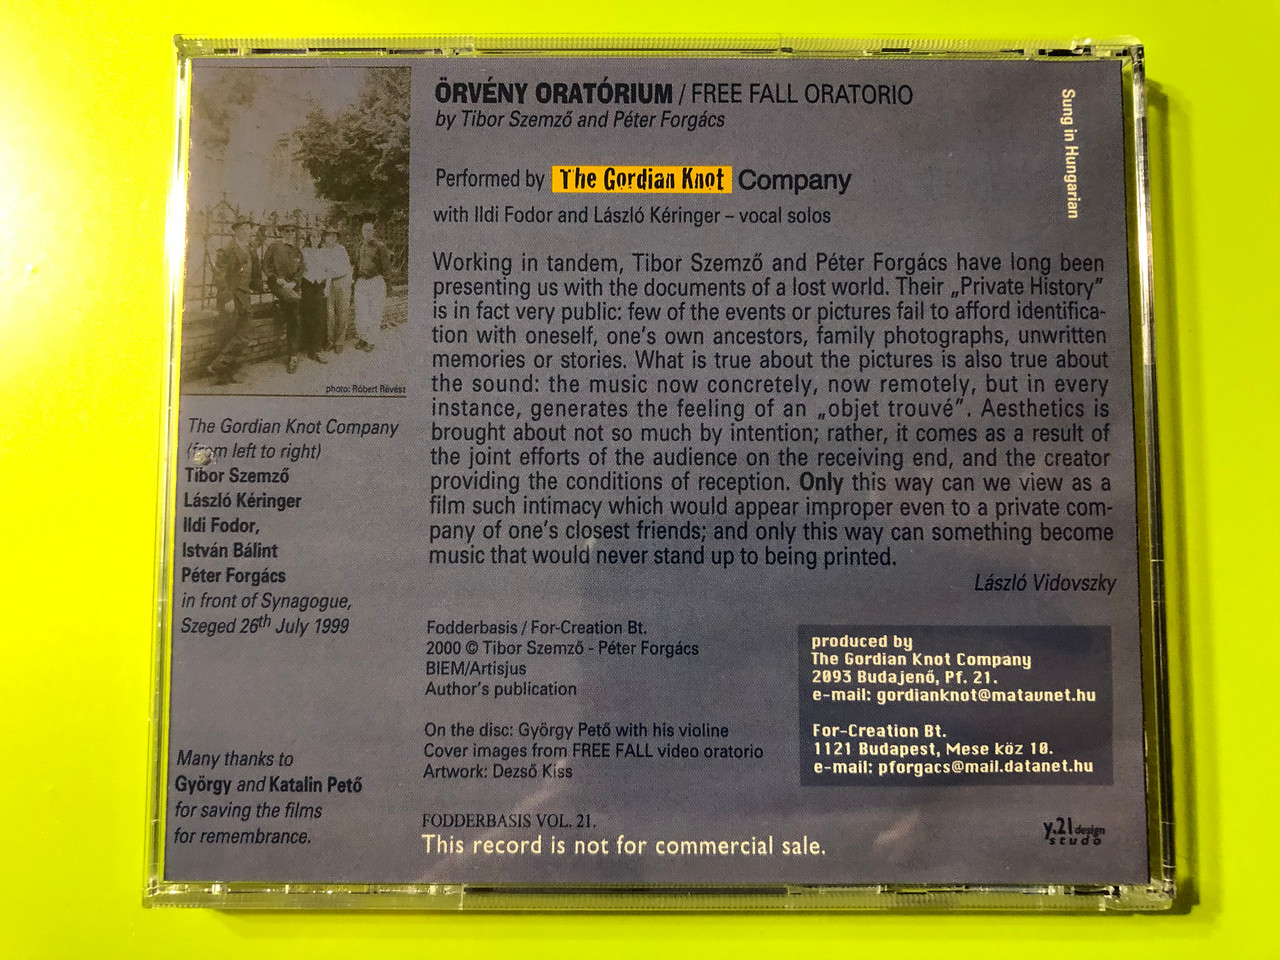 ÖRVÉNY ORATÓRIUM / FREE FALL ORATORIO
by Tibor Szemző and Péter Forgács
Sung in Hungarian
Performed by The Gordian Knot Company
with Ildi Fodor and László Kéringer – vocal solos
Working in tandem, Tibor Szemző and Péter Forgács have long been
presenting us with the documents of a lost world. Their „Private History”
is in fact very public: few of the events or pictures fail to afford identifica-
tion with oneself, one's own ancestors, family photographs, unwritten
memories or stories. What is true about the pictures is also true about
the sound: the music now concretely, now remotely, but in every
instance, generates the feeling of an „objet trouvé”. Aesthetics is
brought about not so much by intention; rather, it comes as a result of
the joint efforts of the audience on the receiving end, and the creator
providing the conditions of reception. Only this way can we view as a
film such intimacy which would appear improper even to a private com-
pany of one's closest friends; and only this way can something become
music that would never stand up to being printed.
László Vidovszky
photo: Róbert Révész
The Gordian Knot Company
(from left to right)
Tibor Szemző
László Kéringer
Ildi Fodor,
István Bálint
Péter Forgács
in front of Synagogue,
Szeged 26th July 1999
Many thanks to
György and Katalin Pető
for saving the films
for remembrance.
Fodderbasis / For-Creation Bt.
2000 © Tibor Szemző - Péter Forgács
BIEM/Artisjus
Author's publication
On the disc: György Pető with his violine
Cover images from FREE FALL video oratorio
Artwork: Dezső Kiss
FODDERBASIS VOL. 21.
This record is not for commercial sale.
produced by
The Gordian Knot Company
2093 Budajenő, Pf. 21.
e-mail: gordianknot@matavnet.hu
For-Creation Bt.
1121 Budapest, Mese köz 10.
e-mail: pforgacs@mail.datanet.hu
y.21 design
studo